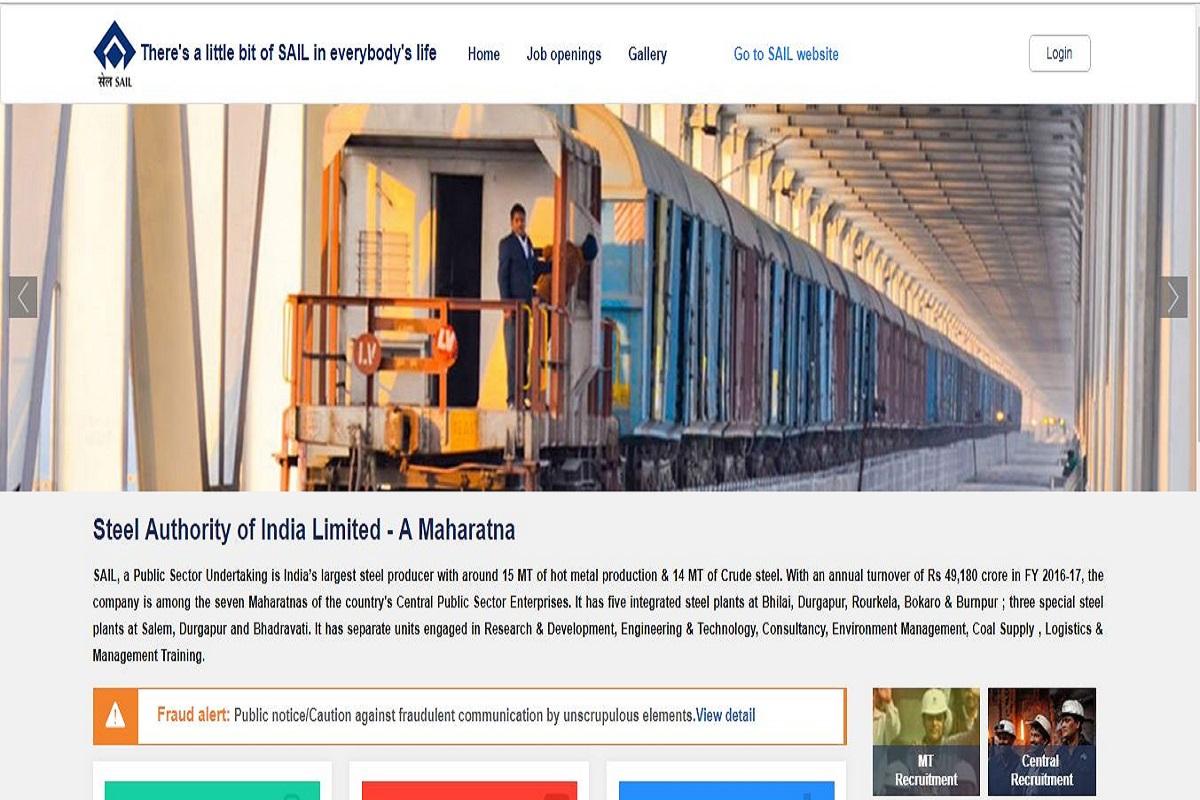 सेल SAIL
There's a little bit of SAIL in everybody's life
Home
Job openings
Gallery
Go to SAIL website
Login
LV
LV
Steel Authority of India Limited - A Maharatna
SAIL, a Public Sector Undertaking is India's largest steel producer with around 15 MT of hot metal production & 14 MT of Crude steel. With an annual turnover of Rs 49,180 crore in FY 2016-17, the
company is among the seven Maharatnas of the country's Central Public Sector Enterprises. It has five integrated steel plants at Bhilai, Durgapur, Rourkela, Bokaro & Burnpur ; three special steel
plants at Salem, Durgapur and Bhadravati. It has separate units engaged in Research & Development, Engineering & Technology, Consultancy, Environment Management, Coal Supply , Logistics &
Management Training.
Fraud alert: Public notice/Caution against fraudulent communication by unscrupulous elements.View detail
MT
Recruitment
Central
Recruitment